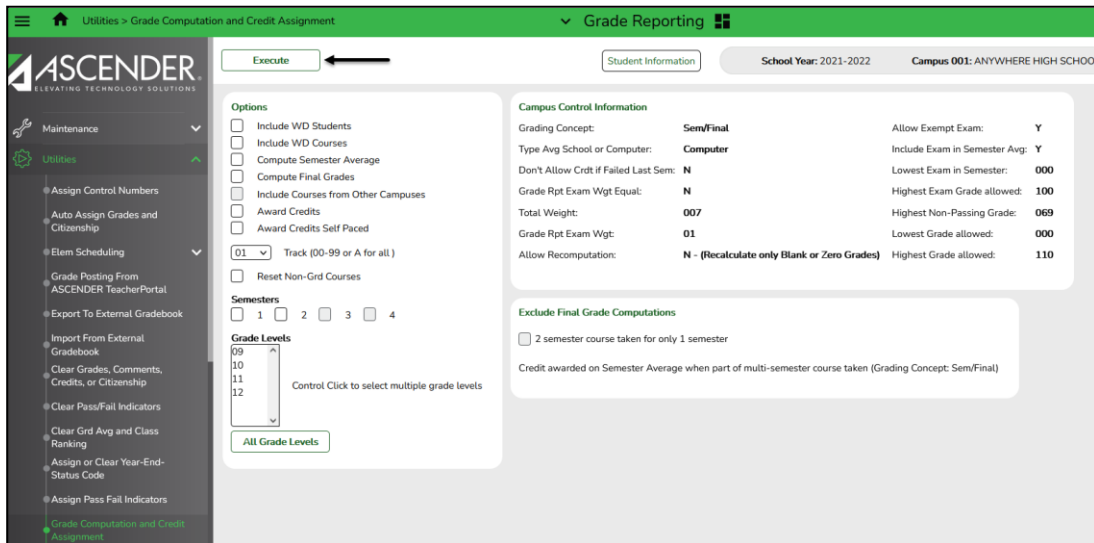 Utilities > Grade Computation and Credit Assignment
Grade Reporting
ASCENDER
ELEVATING TECHNOLOGY SOLUTIONS
Execute
Student Information
School Year: 2021-2022
Campus 001: ANYWHERE HIGH SCHOO
Maintenance
Utilities
Assign Control Numbers
Auto Assign Grades and
Citizenship
Elem Scheduling
Grade Posting From
ASCENDER TeacherPortal
Export To External Gradebook
Import From External
Gradebook
Clear Grades, Comments,
Credits, or Citizenship
Clear Pass/Fail Indicators
Clear Grd Avg and Class
Ranking
Assign or Clear Year-End-
Status Code
Assign Pass Fail Indicators
Grade Computation and Credit
Assignment
Options
Include WD Students
Include WD Courses
Compute Semester Average
Compute Final Grades
Include Courses from Other Campuses
Award Credits
Award Credits Self Paced
01 Track (00-99 or A for all )
Reset Non-Grd Courses
Semesters
1 2 3 4
Grade Levels
09
10
11
12
Control Click to select multiple grade levels
All Grade Levels
Campus Control Information
Grading Concept: Sem/Final Allow Exempt Exam: Y
Type Avg School or Computer: Computer Include Exam in Semester Avg: Y
Don't Allow Crdt if Failed Last Sem: N Lowest Exam in Semester: 000
Grade Rpt Exam Wgt Equal: N Highest Exam Grade allowed: 100
Total Weight: 007 Highest Non-Passing Grade: 069
Grade Rpt Exam Wgt: 01 Lowest Grade allowed: 000
Allow Recomputation: N - (Recalculate only Blank or Zero Grades) Highest Grade allowed: 110
Exclude Final Grade Computations
2 semester course taken for only 1 semester
Credit awarded on Semester Average when part of multi-semester course taken (Grading Concept: Sem/Final)